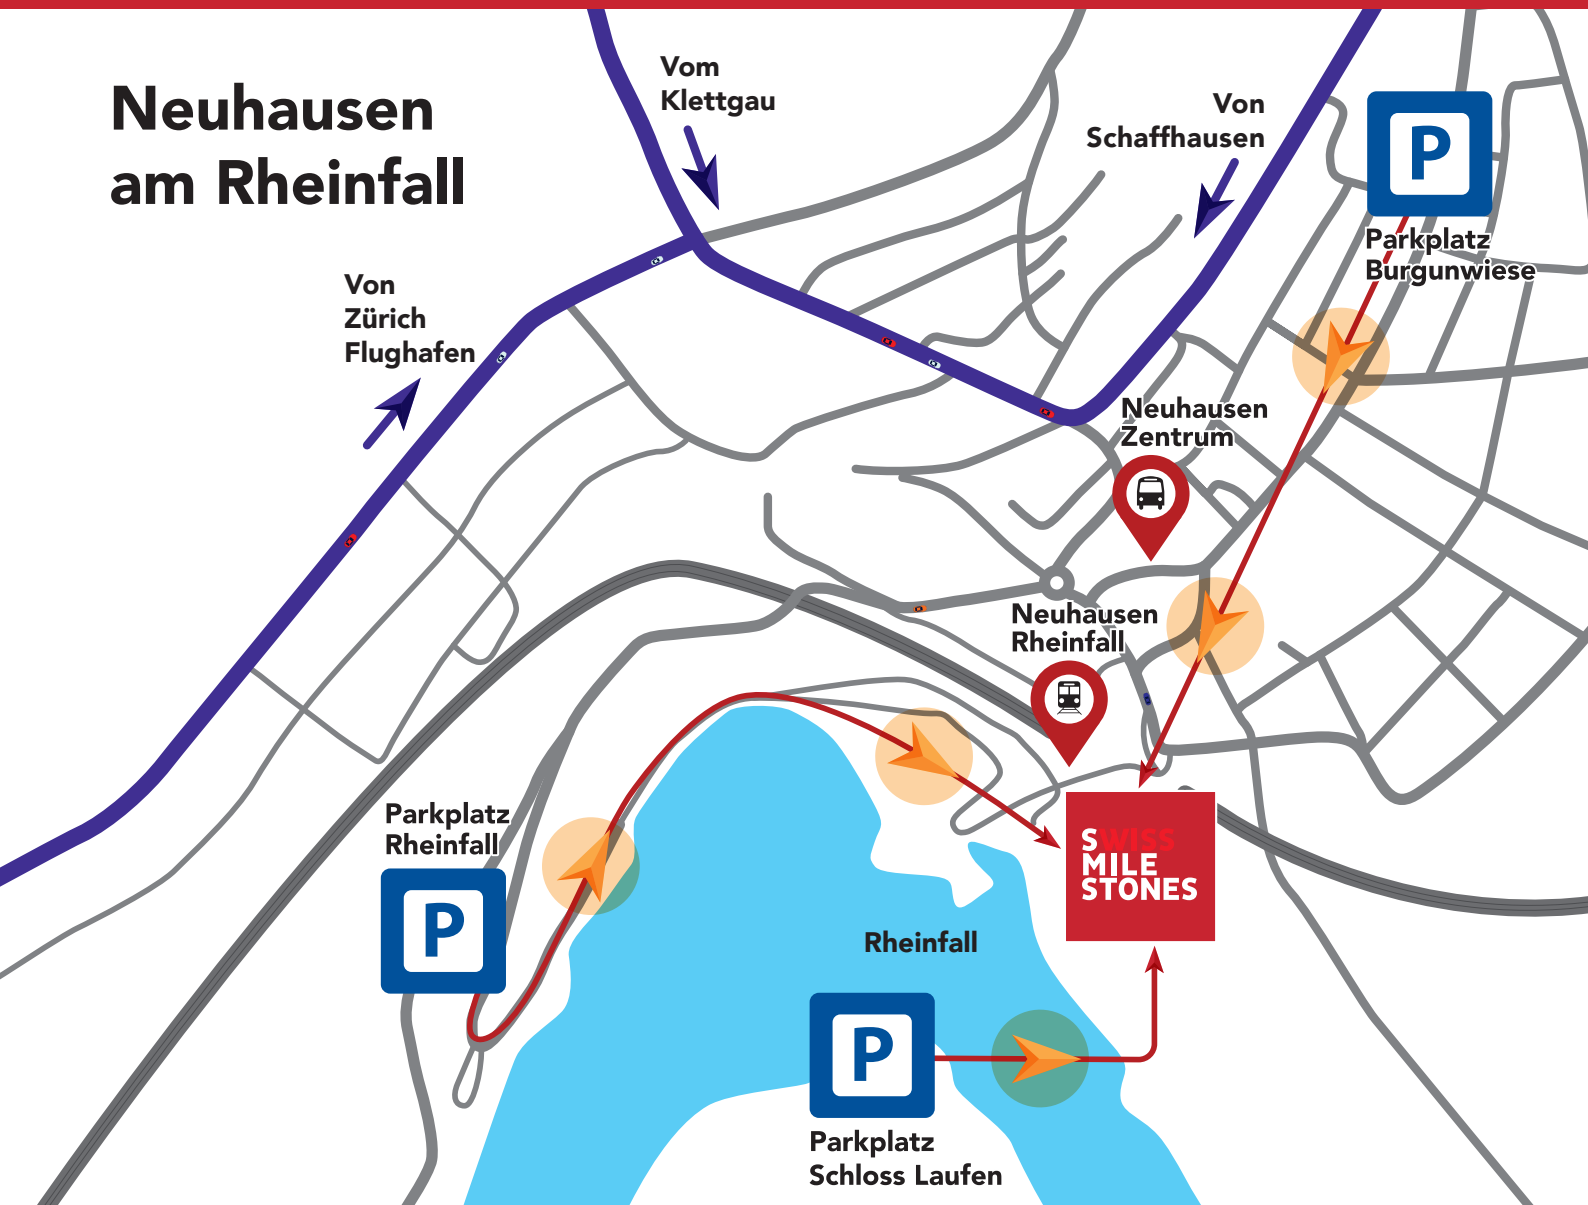 Neuhausen
am Rheinfall
Vom
Klettgau
Von
Schaffhausen
P
Parkplatz
Burgunwiese
Von
Zürich
Flughafen
Neuhausen
Zentrum
Neuhausen
Rheinfall
Parkplatz
Rheinfall
P
SWISS
MILE
STONES
Rheinfall
P
Parkplatz
Schloss Laufen